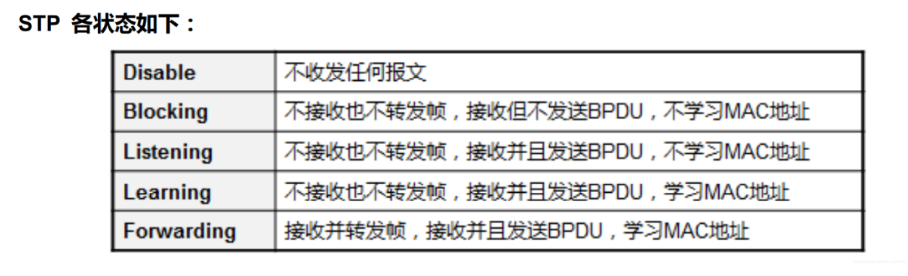 STP 各状态如下：
Disable 不收发任何报文
Blocking 不接收也不转发帧，接收但不发送BPDU，不学习MAC地址
Listening 不接收也不转发帧，接收并且发送BPDU，不学习MAC地址
Learning 不接收也不转发帧，接收并且发送BPDU，学习MAC地址
Forwarding 接收并转发帧，接收并且发送BPDU，学习MAC地址